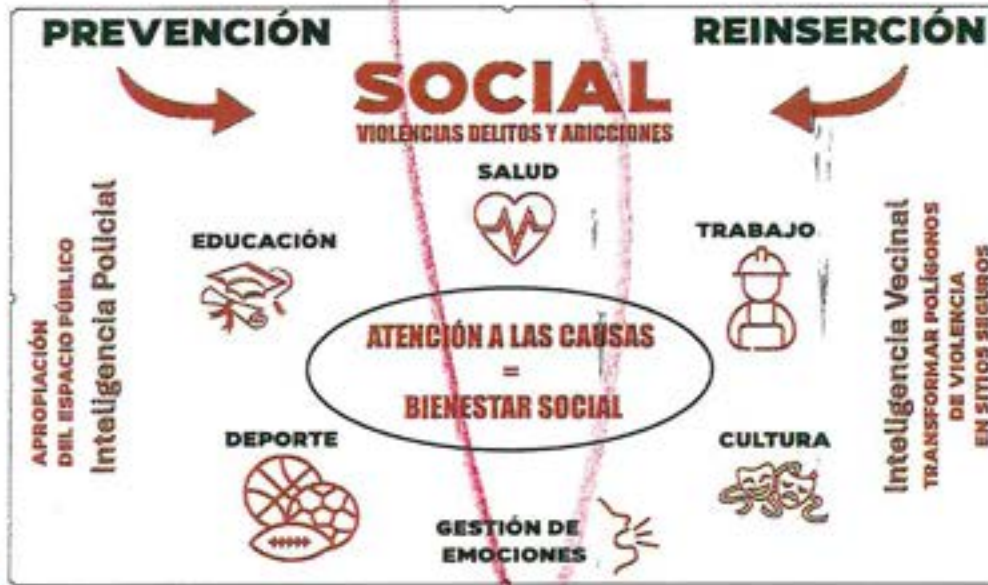 PREVENCIÓN
REINSERCIÓN
SOCIAL
VIOLENCIAS DELITOS Y ADICCIONES
SALUD
EDUCACIÓN
TRABAJO
APROPIACIÓN
DEL ESPACIO PÚBLICO
Inteligencia Policial
ATENCIÓN A LAS CAUSAS
=
BIENESTAR SOCIAL
Inteligencia Vecinal
TRANSFORMAR POLÍGONOS
DE VIOLENCIA
EN SITIOS SEGUROS
DEPORTE
CULTURA
GESTIÓN DE
EMOCIONES